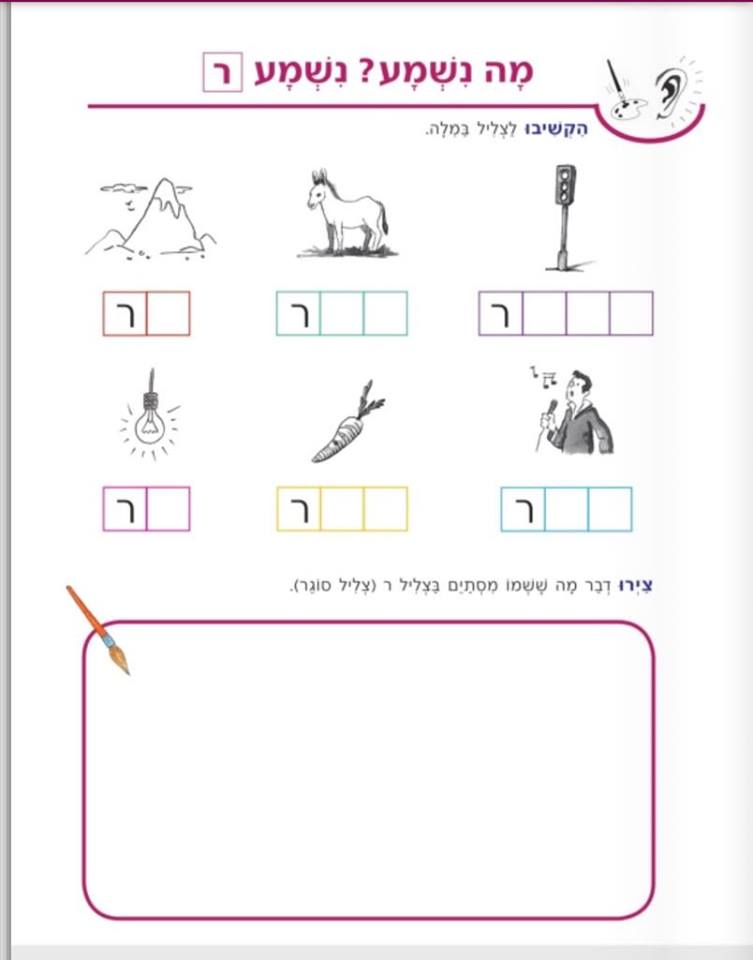 מָה נִשְׁמָע? נִשְׁמָע ר
הַקְשִׁיבוּ לַצְּלִיל בַּמִּלָּה.
ר ר ר
ר ר ר
צַיְּרוּ דְּבַר מָה שֶׁשְּׁמוֹ מִסְתַּיֵּם בַּצְּלִיל ר (צְלִיל סוֹגֵר).